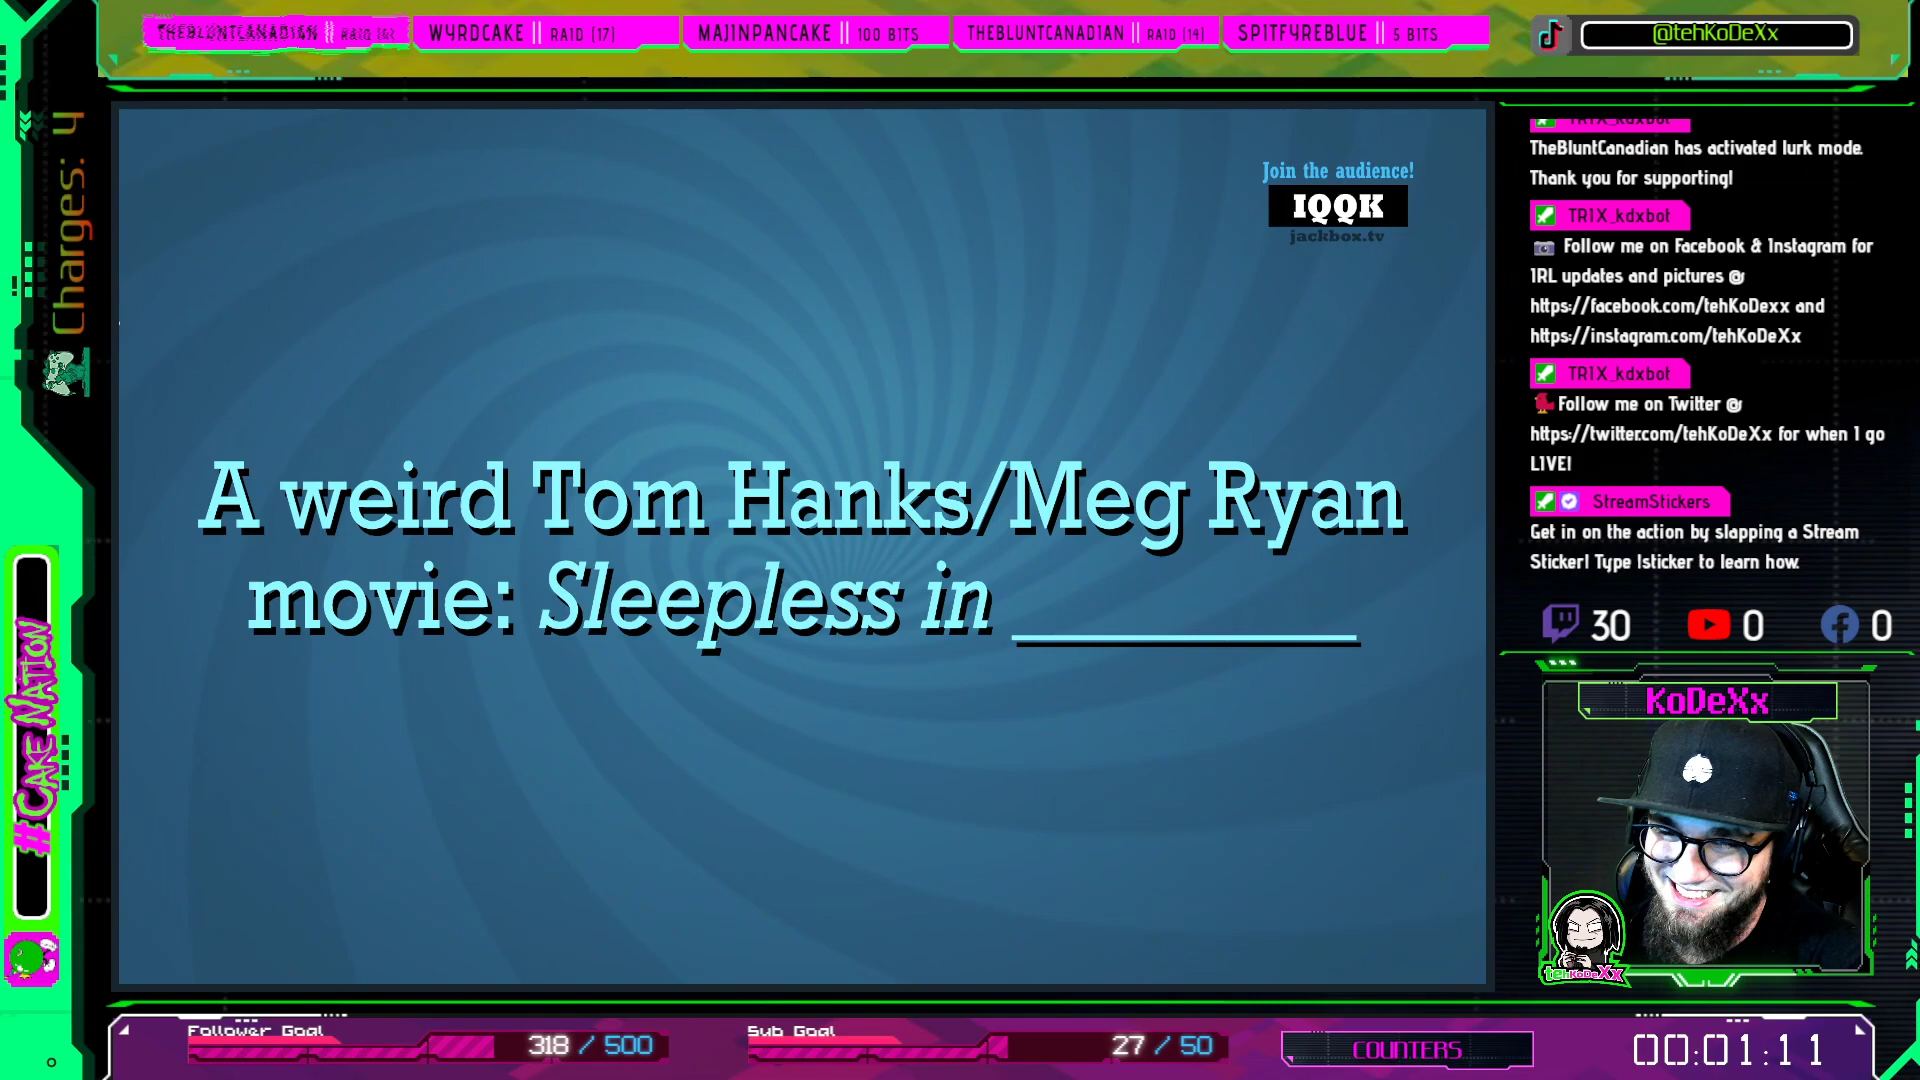 THEBLUNTCANADIAN || RAID
WYRDCAKE || RAID (17)
MAJINPANCAKE || 100 BITS
THEBLUNTCANADIAN || RAID (14)
SPITFYREBLUE || 5 BITS
@tehKoDeXx
Charges: 4
Join the audience!
IQQK
jackbox.tv
A weird Tom Hanks/Meg Ryan
movie: Sleepless in __________
TR1X_kdxbot
TheBluntCanadian has activated lurk mode.
Thank you for supporting!
TR1X_kdxbot
Follow me on Facebook & Instagram for
IRL updates and pictures @
https://facebook.com/tehKoDexx and
https://instagram.com/tehKoDeXx
TR1X_kdxbot
Follow me on Twitter @
https://twitter.com/tehKoDeXx for when I go
LIVE!
StreamStickers
Get in on the action by slapping a Stream
Sticker! Type !sticker to learn how.
30
0
0
KoDeXx
tehKoDeXx
#CAKE NATION
Follower Goal
318 / 500
Sub Goal
27 / 50
COUNTERS
00:01:11